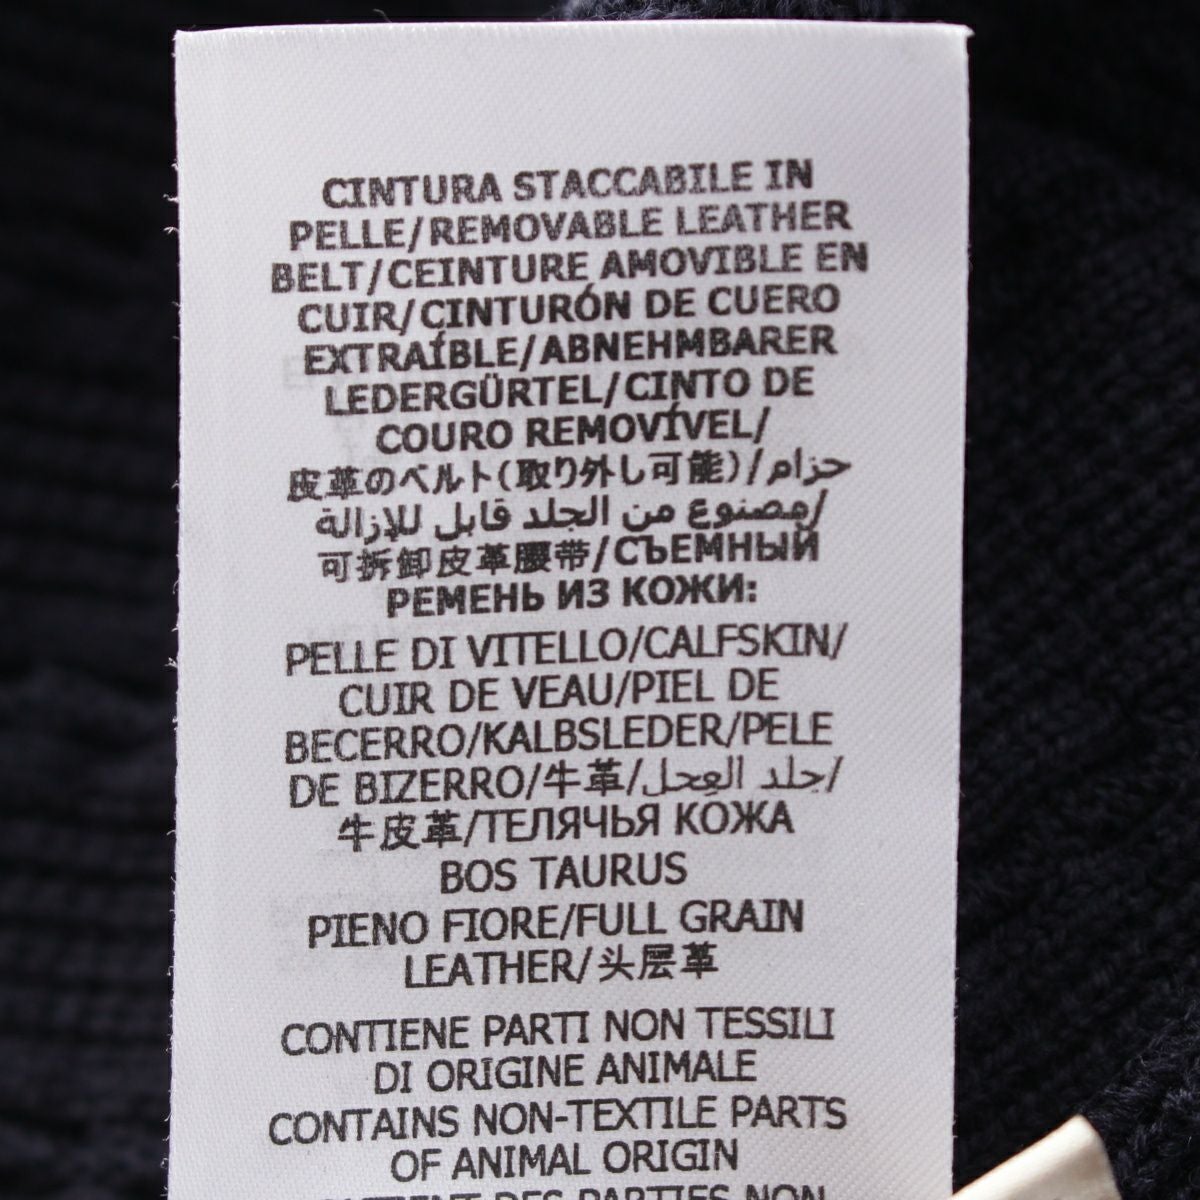 CINTURA STACCABILE IN
PELLE/REMOVABLE LEATHER
BELT/CEINTURE AMOVIBLE EN
CUIR/CINTURÓN DE CUERO
EXTRAÍBLE/ABNEHMBARER
LEDERGÜRTEL/CINTO DE
COURO REMOVÍVEL/
皮革のベルト(取り外し可能)/حزام
مصنوع من الجلد قابل للإزالة/
可拆卸皮革腰带/СЪЕМНЫЙ
РЕМЕНЬ ИЗ КОЖИ:
PELLE DI VITELLO/CALFSKIN/
CUIR DE VEAU/PIEL DE
BECERRO/KALBSLEDER/PELE
DE BIZERRO/牛革/جلد العجل/
牛皮革/ТЕЛЯЧЬЯ КОЖА
BOS TAURUS
PIENO FIORE/FULL GRAIN
LEATHER/头层革
CONTIENE PARTI NON TESSILI
DI ORIGINE ANIMALE
CONTAINS NON-TEXTILE PARTS
OF ANIMAL ORIGIN
CONTIENT DES PARTIES NON